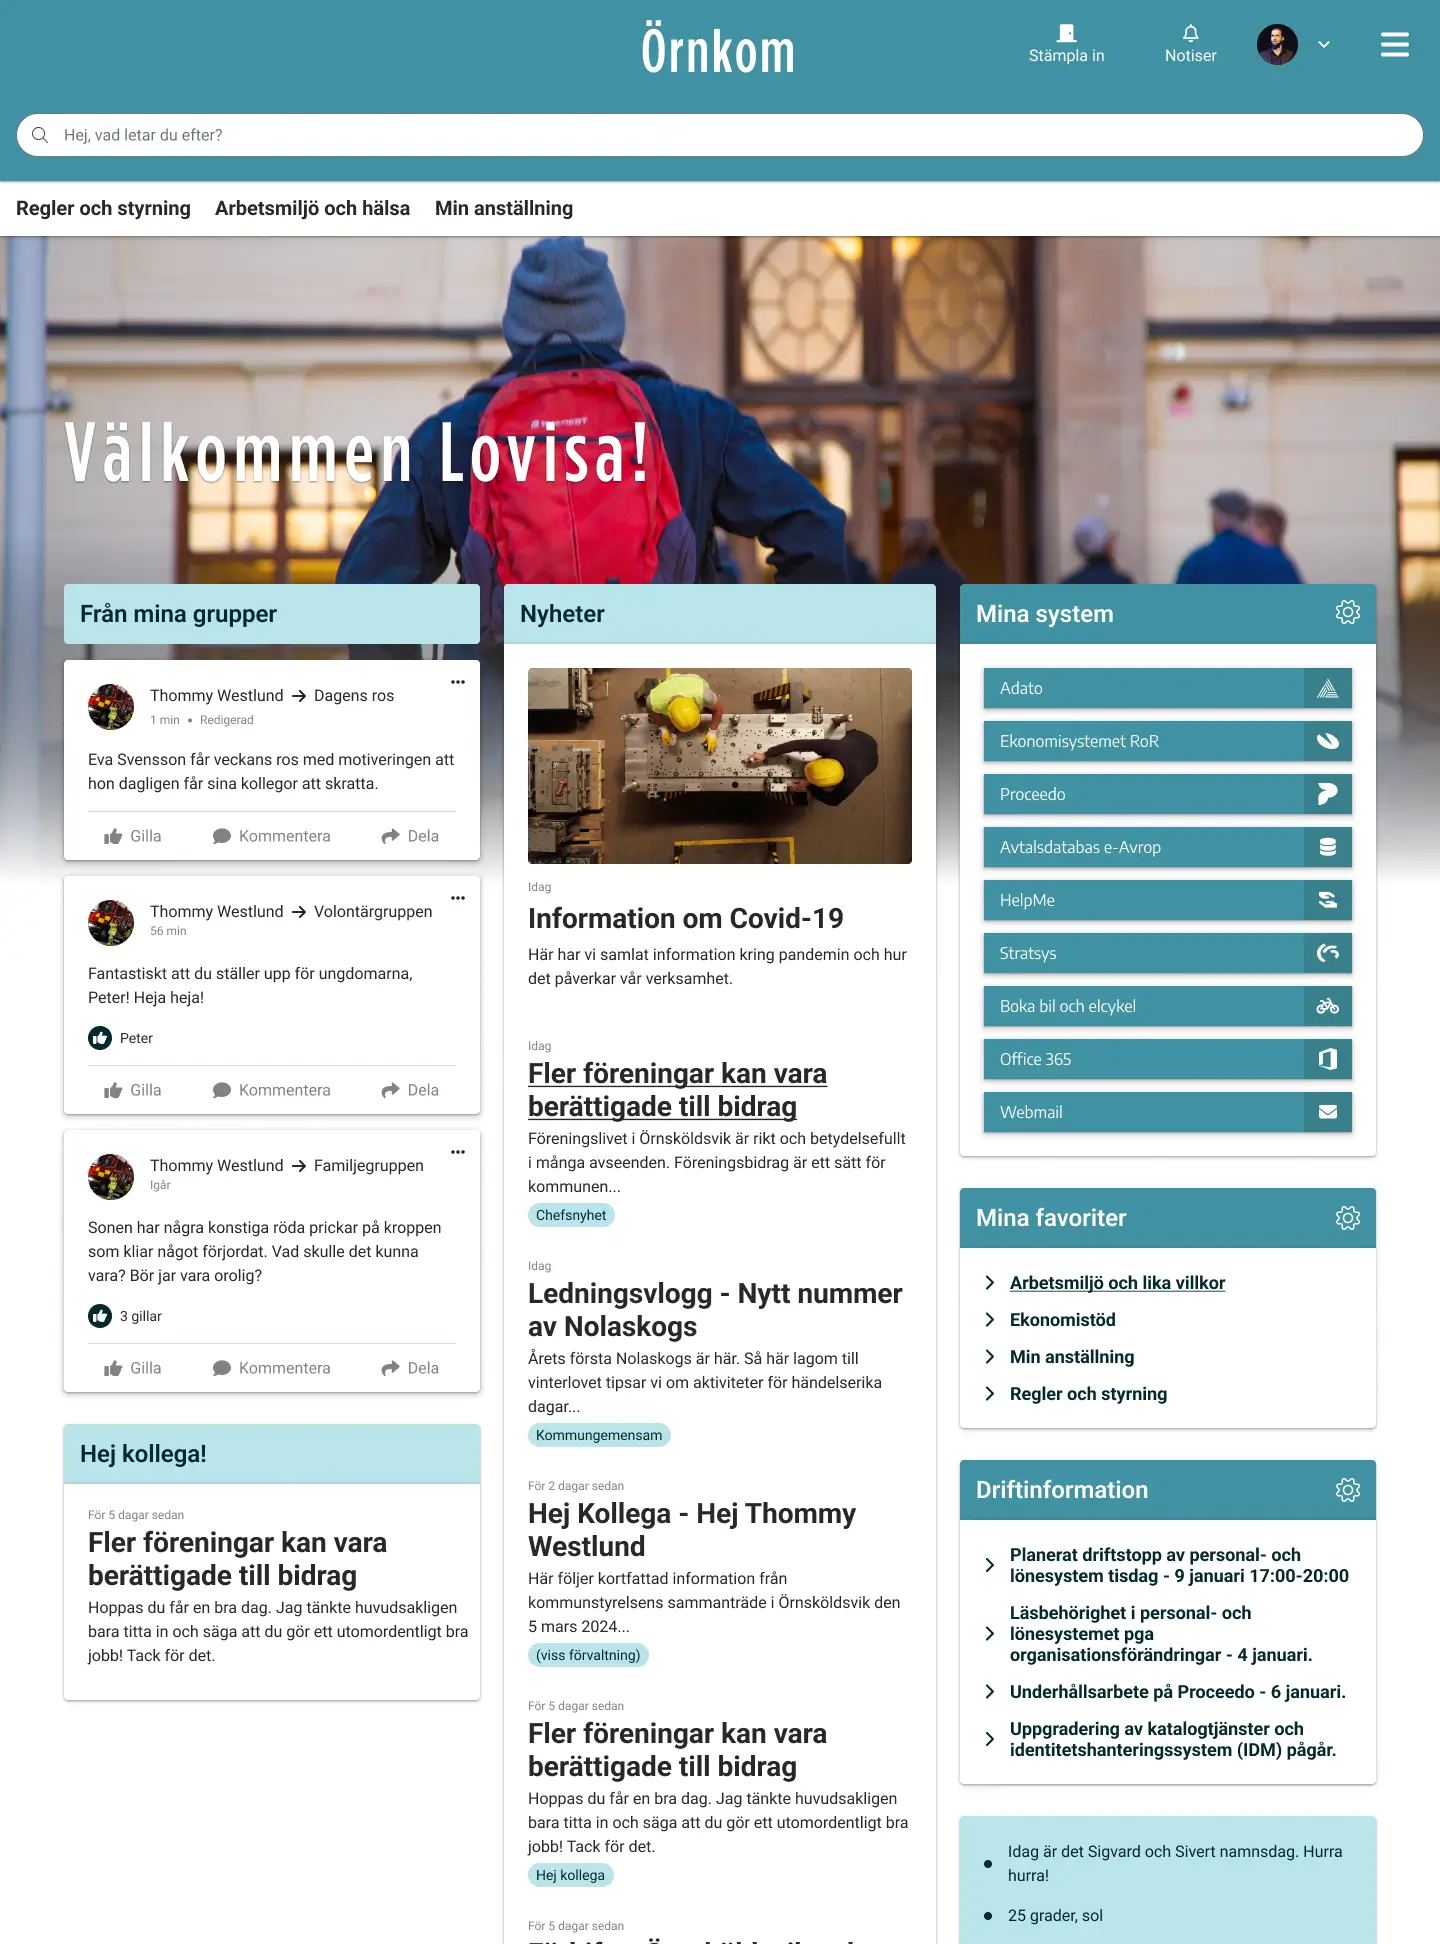 Örnkom
Stämpla in
Notiser
Hej, vad letar du efter?
Regler och styrning
Arbetsmiljö och hälsa
Min anställning
Välkommen Lovisa!
Från mina grupper
Thommy Westlund → Dagens ros
1 min • Redigerad
Eva Svensson får veckans ros med motiveringen att
hon dagligen får sina kollegor att skratta.
Gilla
Kommentera
Dela
Thommy Westlund → Volontärgruppen
56 min
Fantastiskt att du ställer upp för ungdomarna,
Peter! Heja heja!
Peter
Gilla
Kommentera
Dela
Thommy Westlund → Familjegruppen
Igår
Sonen har några konstiga röda prickar på kroppen
som kliar något förjordat. Vad skulle det kunna
vara? Bör jar vara orolig?
3 gillar
Gilla
Kommentera
Dela
Hej kollega!
För 5 dagar sedan
Fler föreningar kan vara
berättigade till bidrag
Hoppas du får en bra dag. Jag tänkte huvudsakligen
bara titta in och säga att du gör ett utomordentligt bra
jobb! Tack för det.
Nyheter
Idag
Information om Covid-19
Här har vi samlat information kring pandemin och hur
det påverkar vår verksamhet.
Idag
Fler föreningar kan vara
berättigade till bidrag
Föreningslivet i Örnsköldsvik är rikt och betydelsefullt
i många avseenden. Föreningsbidrag är ett sätt för
kommunen...
Chefsnyhet
Idag
Ledningsvlogg - Nytt nummer
av Nolaskogs
Årets första Nolaskogs är här. Så här lagom till
vinterlovet tipsar vi om aktiviteter för händelserika
dagar...
Kommungemensam
För 2 dagar sedan
Hej Kollega - Hej Thommy
Westlund
Här följer kortfattad information från
kommunstyrelsens sammanträde i Örnsköldsvik den
5 mars 2024...
(viss förvaltning)
För 5 dagar sedan
Fler föreningar kan vara
berättigade till bidrag
Hoppas du får en bra dag. Jag tänkte huvudsakligen
bara titta in och säga att du gör ett utomordentligt bra
jobb! Tack för det.
Hej kollega
För 5 dagar sedan
Mina system
Adato
Ekonomisystemet RoR
Proceedo
Avtalsdatabas e-Avrop
HelpMe
Stratsys
Boka bil och elcykel
Office 365
Webmail
Mina favoriter
Arbetsmiljö och lika villkor
Ekonomistöd
Min anställning
Regler och styrning
Driftinformation
Planerat driftstopp av personal- och
lönesystem tisdag - 9 januari 17:00-20:00
Läsbehörighet i personal- och
lönesystemet pga
organisationsförändringar - 4 januari.
Underhållsarbete på Proceedo - 6 januari.
Uppgradering av katalogtjänster och
identitetshanteringssystem (IDM) pågår.
Idag är det Sigvard och Sivert namnsdag. Hurra
hurra!
25 grader, sol